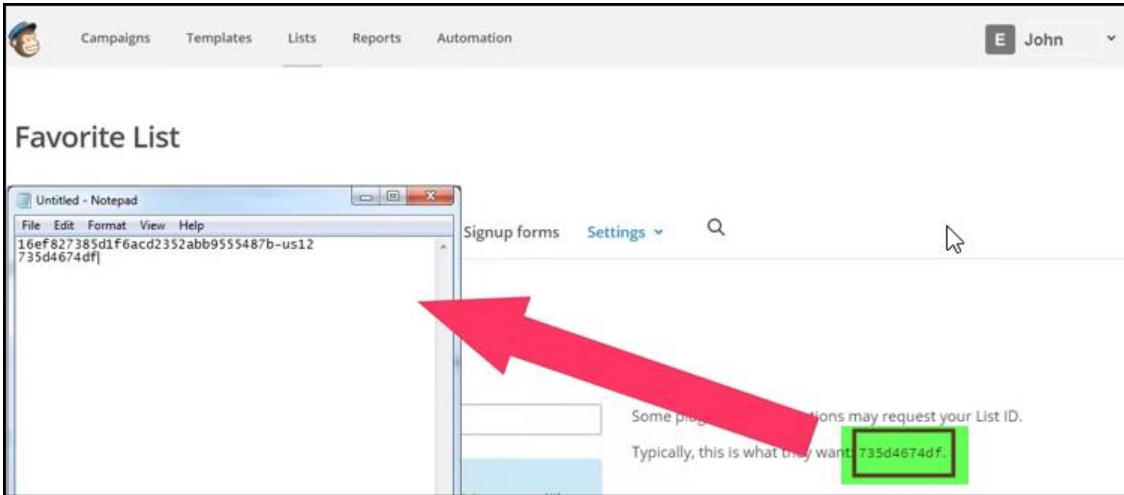 Campaigns Templates Lists Reports Automation E John
Favorite List
Untitled - Notepad
File Edit Format View Help
16ef827385d1f6acd2352abb9555487b-us12
735d4674df
Signup forms Settings
Some
ions may request your List ID.
Typically, this is what they want: 735d4674df.